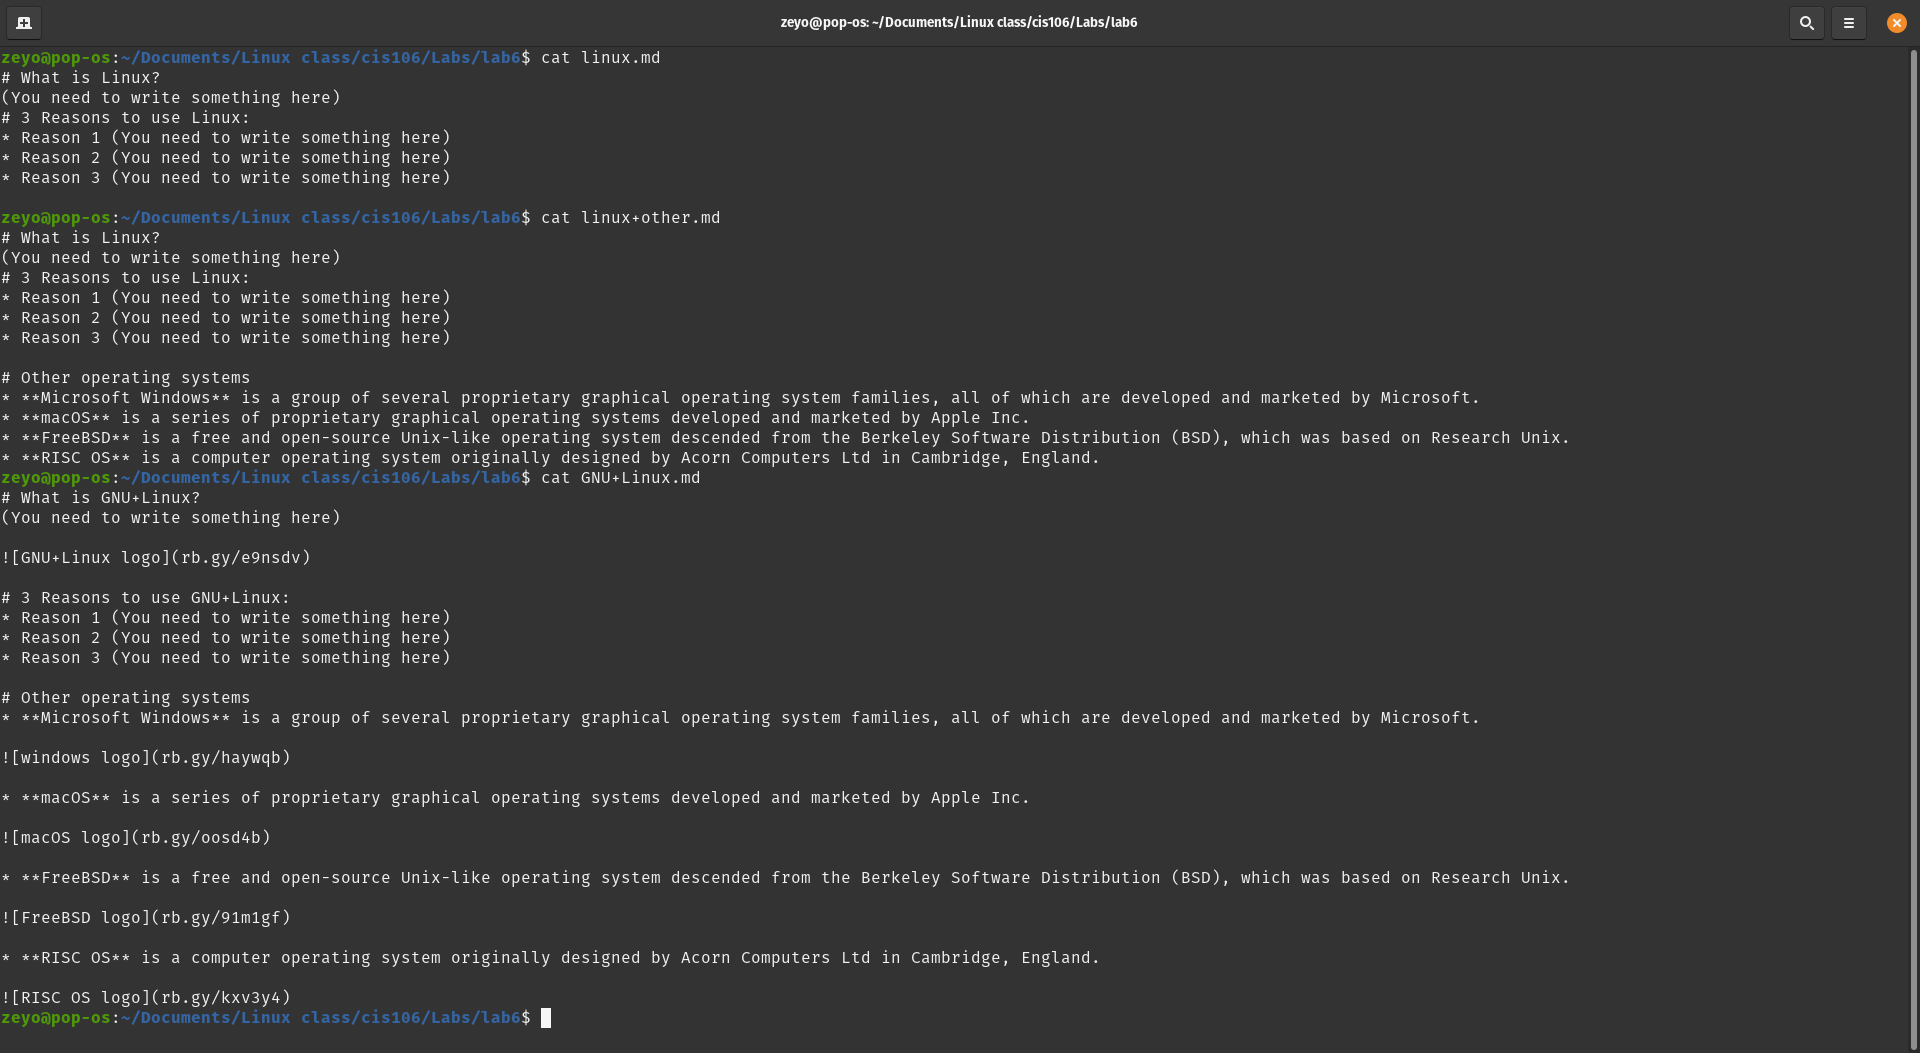 zeyo@pop-os: ~/Documents/Linux class/cis106/Labs/lab6
zeyo@pop-os:~/Documents/Linux class/cis106/Labs/lab6$ cat linux.md
# What is Linux?
(You need to write something here)
# 3 Reasons to use Linux:
* Reason 1 (You need to write something here)
* Reason 2 (You need to write something here)
* Reason 3 (You need to write something here)
zeyo@pop-os:~/Documents/Linux class/cis106/Labs/lab6$ cat linux+other.md
# What is Linux?
(You need to write something here)
# 3 Reasons to use Linux:
* Reason 1 (You need to write something here)
* Reason 2 (You need to write something here)
* Reason 3 (You need to write something here)
# Other operating systems
* **Microsoft Windows** is a group of several proprietary graphical operating system families, all of which are developed and marketed by Microsoft.
* **macOS** is a series of proprietary graphical operating systems developed and marketed by Apple Inc.
* **FreeBSD** is a free and open-source Unix-like operating system descended from the Berkeley Software Distribution (BSD), which was based on Research Unix.
* **RISC OS** is a computer operating system originally designed by Acorn Computers Ltd in Cambridge, England.
zeyo@pop-os:~/Documents/Linux class/cis106/Labs/lab6$ cat GNU+Linux.md
# What is GNU+Linux?
(You need to write something here)
![GNU+Linux logo](rb.gy/e9nsdv)
# 3 Reasons to use GNU+Linux:
* Reason 1 (You need to write something here)
* Reason 2 (You need to write something here)
* Reason 3 (You need to write something here)
# Other operating systems
* **Microsoft Windows** is a group of several proprietary graphical operating system families, all of which are developed and marketed by Microsoft.
![windows logo](rb.gy/haywqb)
* **macOS** is a series of proprietary graphical operating systems developed and marketed by Apple Inc.
![macOS logo](rb.gy/oosd4b)
* **FreeBSD** is a free and open-source Unix-like operating system descended from the Berkeley Software Distribution (BSD), which was based on Research Unix.
![FreeBSD logo](rb.gy/91m1gf)
* **RISC OS** is a computer operating system originally designed by Acorn Computers Ltd in Cambridge, England.
![RISC OS logo](rb.gy/kxv3y4)
zeyo@pop-os:~/Documents/Linux class/cis106/Labs/lab6$